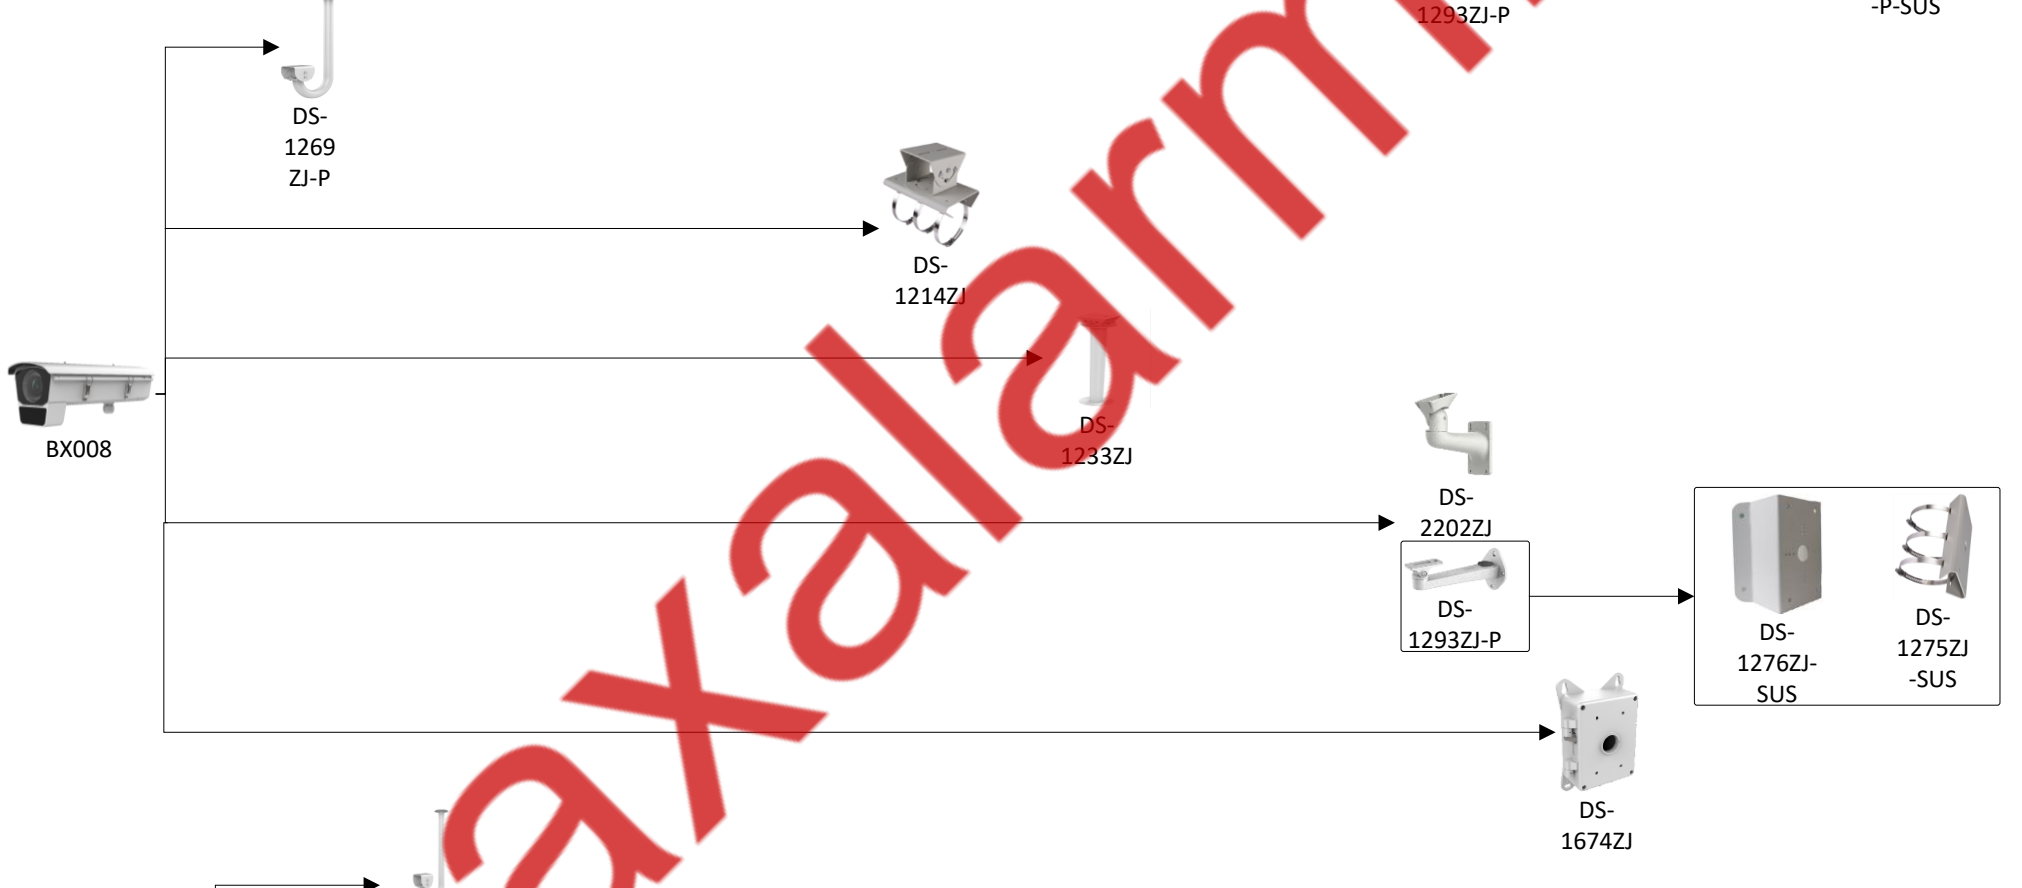 1293ZJ-P
-P-SUS
DS-
1269
ZJ-P
DS-
1214ZJ
BX008
DS-
1233ZJ
DS-
2202ZJ
DS-
1293ZJ-P
DS-
1276ZJ-
SUS
DS-
1275ZJ
-SUS
DS-
1674ZJ
axalarm